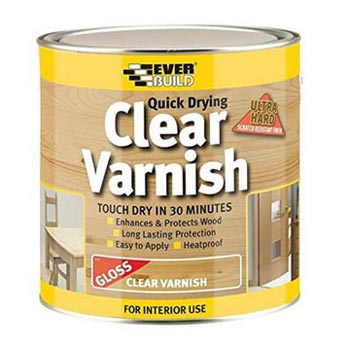 EVER
BUILD
Quick Drying
Clear
Varnish
ULTRA
HARD
SCRATCH RESISTANT FINISH
TOUCH DRY IN 30 MINUTES
• Enhances & Protects Wood
• Long Lasting Protection
• Easy to Apply • Heatproof
GLOSS
CLEAR VARNISH
FOR INTERIOR USE